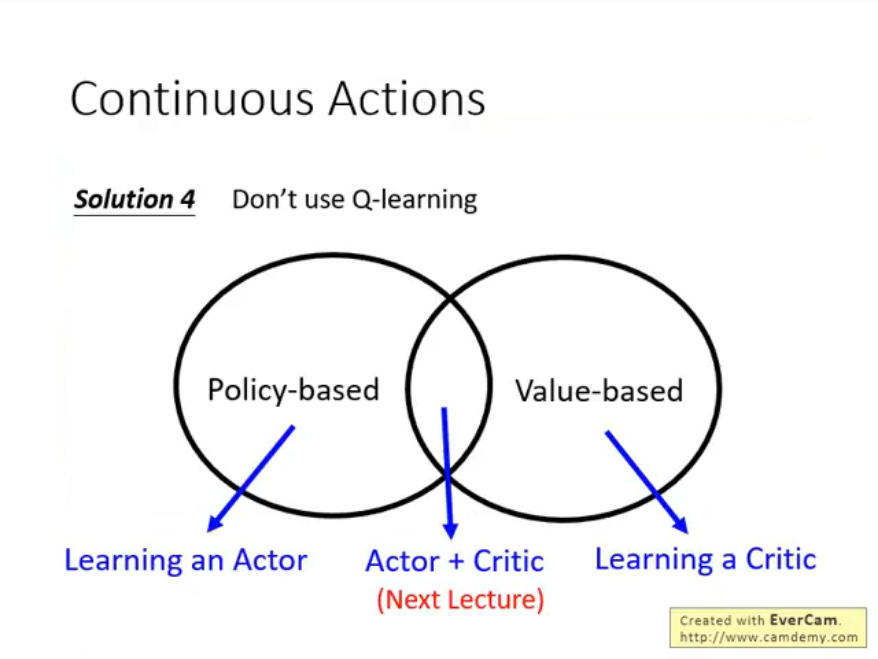 Continuous Actions
Solution 4 Don't use Q-learning
Policy-based Value-based
Learning an Actor Actor + Critic Learning a Critic
(Next Lecture)
Created with EverCam.
http://www.camdemy.com